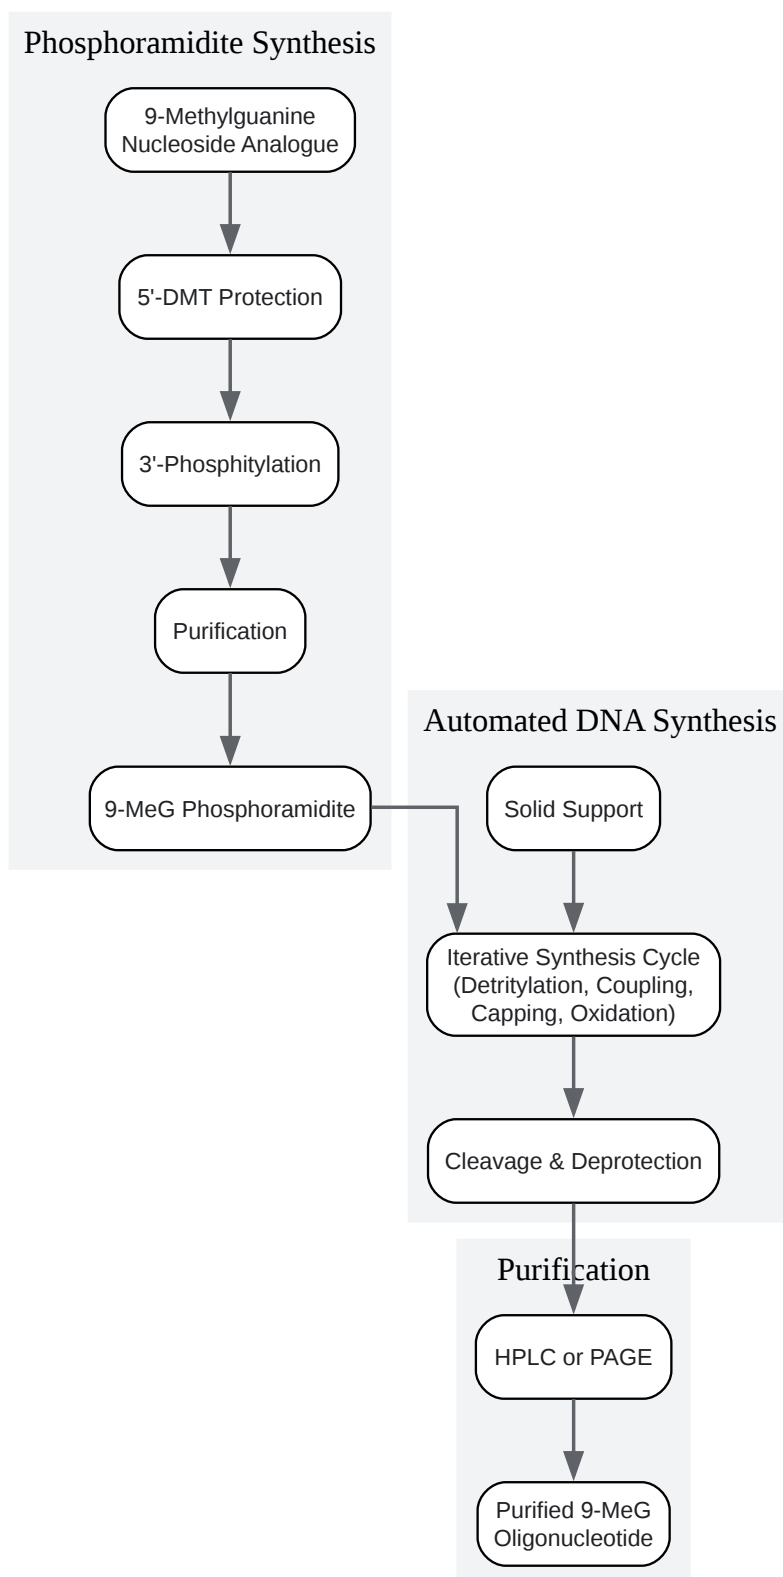 Phosphoramidite Synthesis
9-Methylguanine
Nucleoside Analogue
5'-DMT Protection
3'-Phosphitylation
Purification
9-MeG Phosphoramidite
Automated DNA Synthesis
Solid Support
Iterative Synthesis Cycle
(Detritylation, Coupling,
Capping, Oxidation)
Cleavage & Deprotection
Purification
HPLC or PAGE
Purified 9-MeG
Oligonucleotide